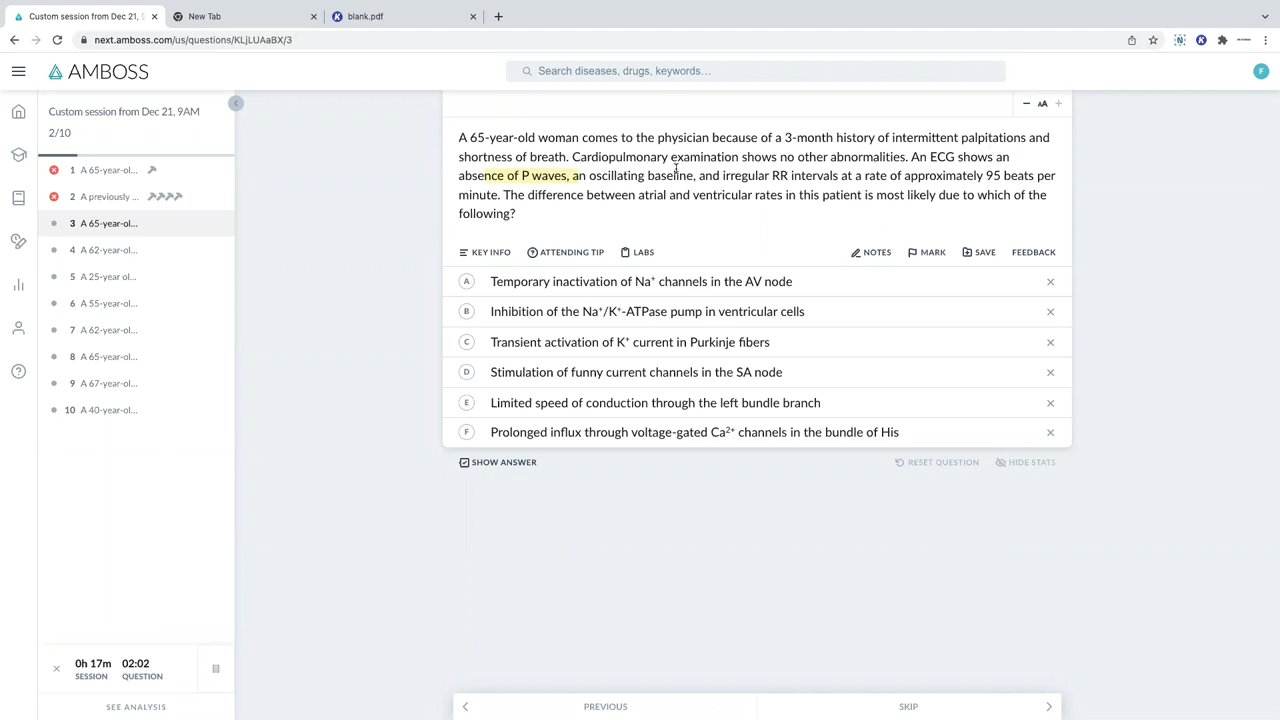 Custom session from Dec 21, 9
New Tab
blank.pdf
next.amboss.com/us/questions/KLjLUAaBX/3
AMBOSS
Search diseases, drugs, keywords...
F
Custom session from Dec 21, 9AM
2/10
1 A 65-year-ol...
2 A previously ...
3 A 65-year-ol...
4 A 62-year-ol...
5 A 25year ol...
6 A 55-year-ol...
7 A 62-year-ol...
8 A 65-year-ol...
9 A 67-year-ol...
10 A 40-year-ol...
0h 17m 02:02
SESSION QUESTION
SEE ANALYSIS
AA
A 65-year-old woman comes to the physician because of a 3-month history of intermittent palpitations and
shortness of breath. Cardiopulmonary examination shows no other abnormalities. An ECG shows an
absence of P waves, an oscillating baseline, and irregular RR intervals at a rate of approximately 95 beats per
minute. The difference between atrial and ventricular rates in this patient is most likely due to which of the
following?
KEY INFO ATTENDING TIP LABS NOTES MARK SAVE FEEDBACK
A Temporary inactivation of Na⁺ channels in the AV node
B Inhibition of the Na⁺/K⁺-ATPase pump in ventricular cells
C Transient activation of K⁺ current in Purkinje fibers
D Stimulation of funny current channels in the SA node
E Limited speed of conduction through the left bundle branch
F Prolonged influx through voltage-gated Ca²⁺ channels in the bundle of His
SHOW ANSWER RESET QUESTION HIDE STATS
PREVIOUS SKIP